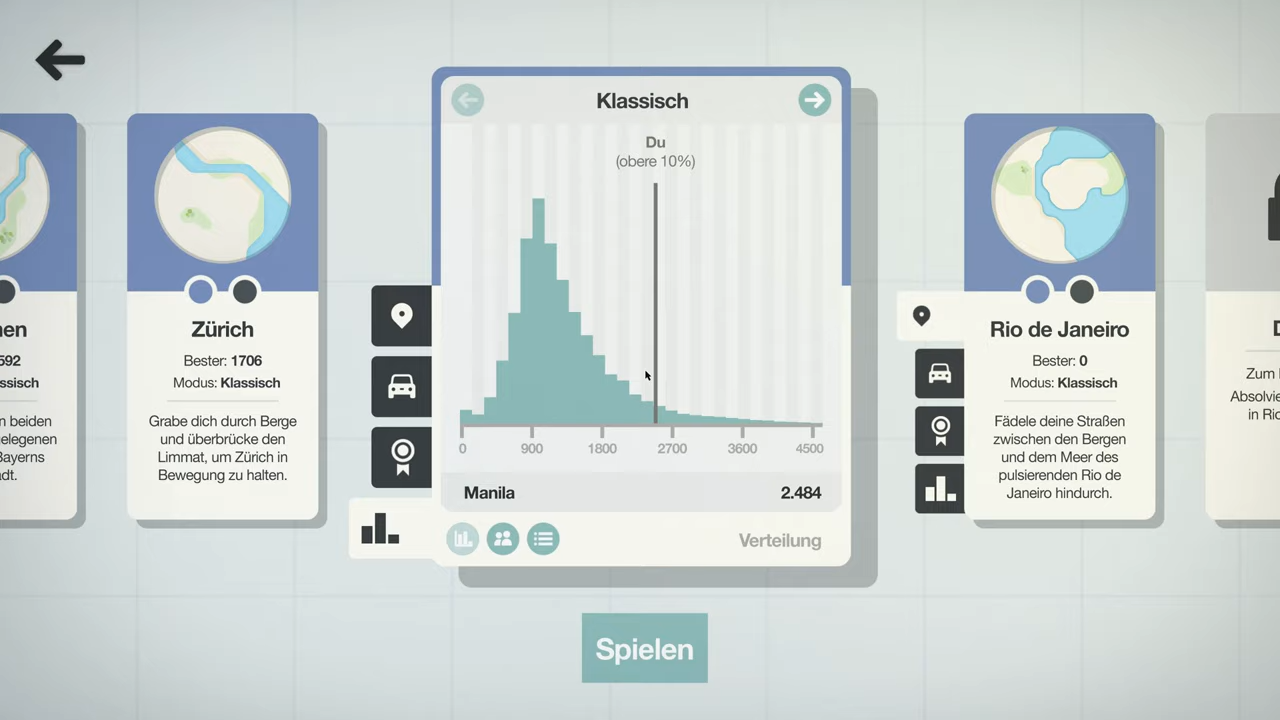 Klassisch
Du
(obere 10%)
0 900 1800 2700 3600 4500
Manila 2.484
Verteilung
Spielen
en
592
ssisch
n beiden
elegenen
Bayerns
dt.
Zürich
Bester: 1706
Modus: Klassisch
Grabe dich durch Berge
und überbrücke den
Limmat, um Zürich in
Bewegung zu halten.
Rio de Janeiro
Bester: 0
Modus: Klassisch
Fädele deine Straßen
zwischen den Bergen
und dem Meer des
pulsierenden Rio de
Janeiro hindurch.
Zum
Absolvie
in Ric